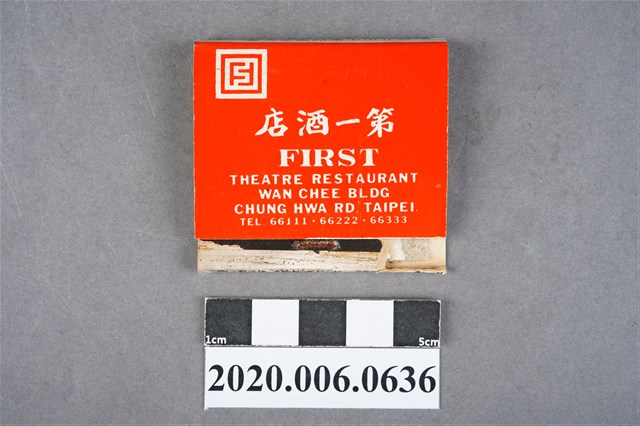 第一酒店
FIRST
THEATRE RESTAURANT
WAN CHEE BLDG
CHUNG HWA RD. TAIPEI.
TEL. 66111・66222・66333
1cm 5cm
2020.006.0636